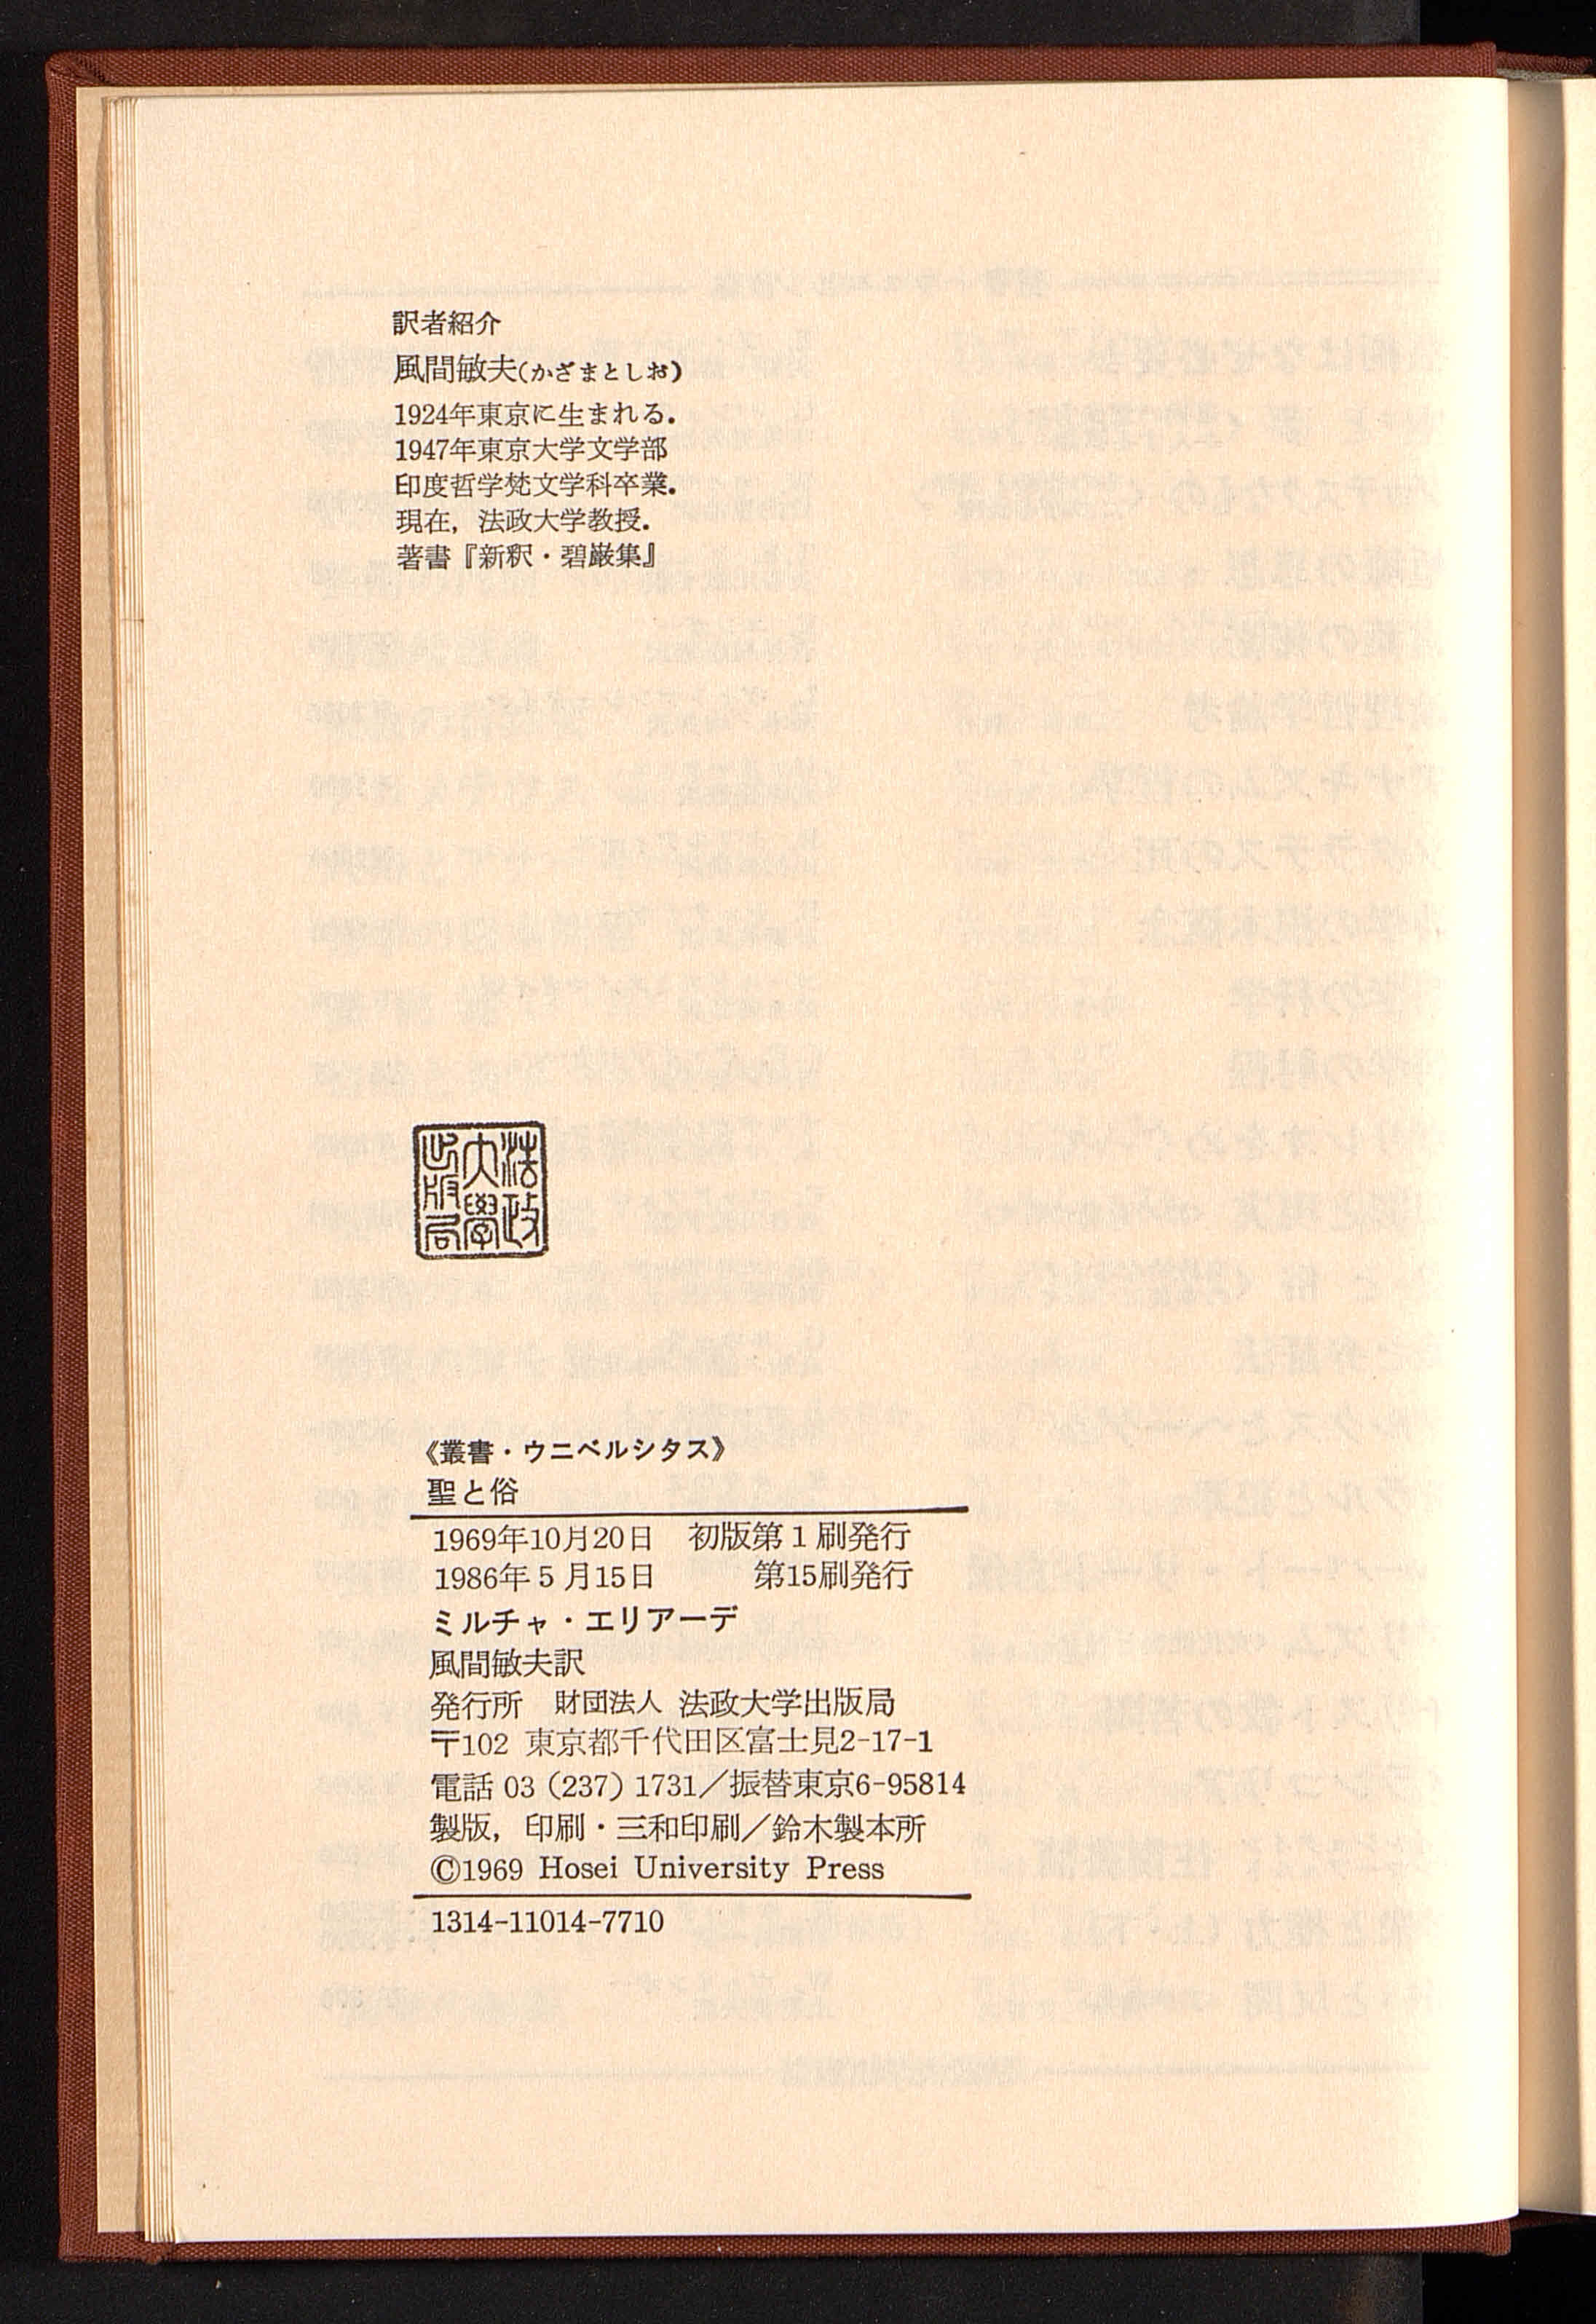 訳者紹介
風間敏夫(かざまとしお)
1924年東京に生まれる.
1947年東京大学文学部
印度哲学梵文学科卒業.
現在, 法政大学教授.
著書『新釈・碧巌集』
法政
大學
出版局
《叢書・ウニベルシタス》
聖と俗
1969年10月20日 初版第1刷発行
1986年5月15日 第15刷発行
ミルチャ・エリアーデ
風間敏夫訳
発行所 財団法人 法政大学出版局
〒102 東京都千代田区富士見2-17-1
電話 03 (237) 1731/振替東京6-95814
製版, 印刷・三和印刷/鈴木製本所
©1969 Hosei University Press
1314-11014-7710